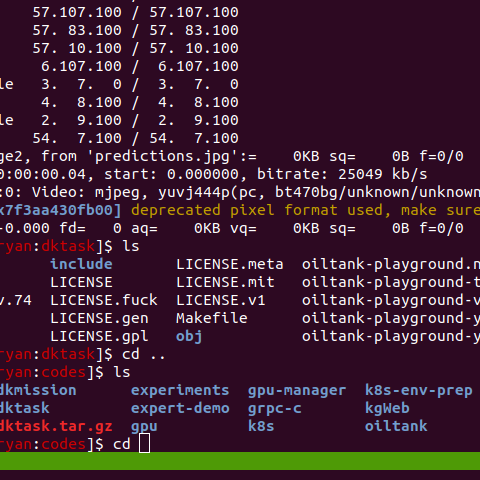 57.107.100 / 57.107.100
57. 83.100 / 57. 83.100
57. 10.100 / 57. 10.100
6.107.100 / 6.107.100
le 3. 7. 0 / 3. 7. 0
4. 8.100 / 4. 8.100
le 2. 9.100 / 2. 9.100
54. 7.100 / 54. 7.100
ge2, from 'predictions.jpg':= 0KB sq= 0B f=0/0
0:00:00.04, start: 0.000000, bitrate: 25049 kb/s
:0: Video: mjpeg, yuvj444p(pc, bt470bg/unknown/unknown
x7f3aa430fb00] deprecated pixel format used, make sure
-0.000 fd= 0 aq= 0KB vq= 0KB sq= 0B f=0/0
ryan:dktask]$ ls
include LICENSE.meta oiltank-playground.n
LICENSE LICENSE.mit oiltank-playground-t
v.74 LICENSE.fuck LICENSE.v1 oiltank-playground-v
LICENSE.gen Makefile oiltank-playground-y
LICENSE.gpl obj oiltank-playground-y
ryan:dktask]$ cd ..
ryan:codes]$ ls
dkmission experiments gpu-manager k8s-env-prep
dktask expert-demo grpc-c kgWeb
dktask.tar.gz gpu k8s oiltank
ryan:codes]$ cd